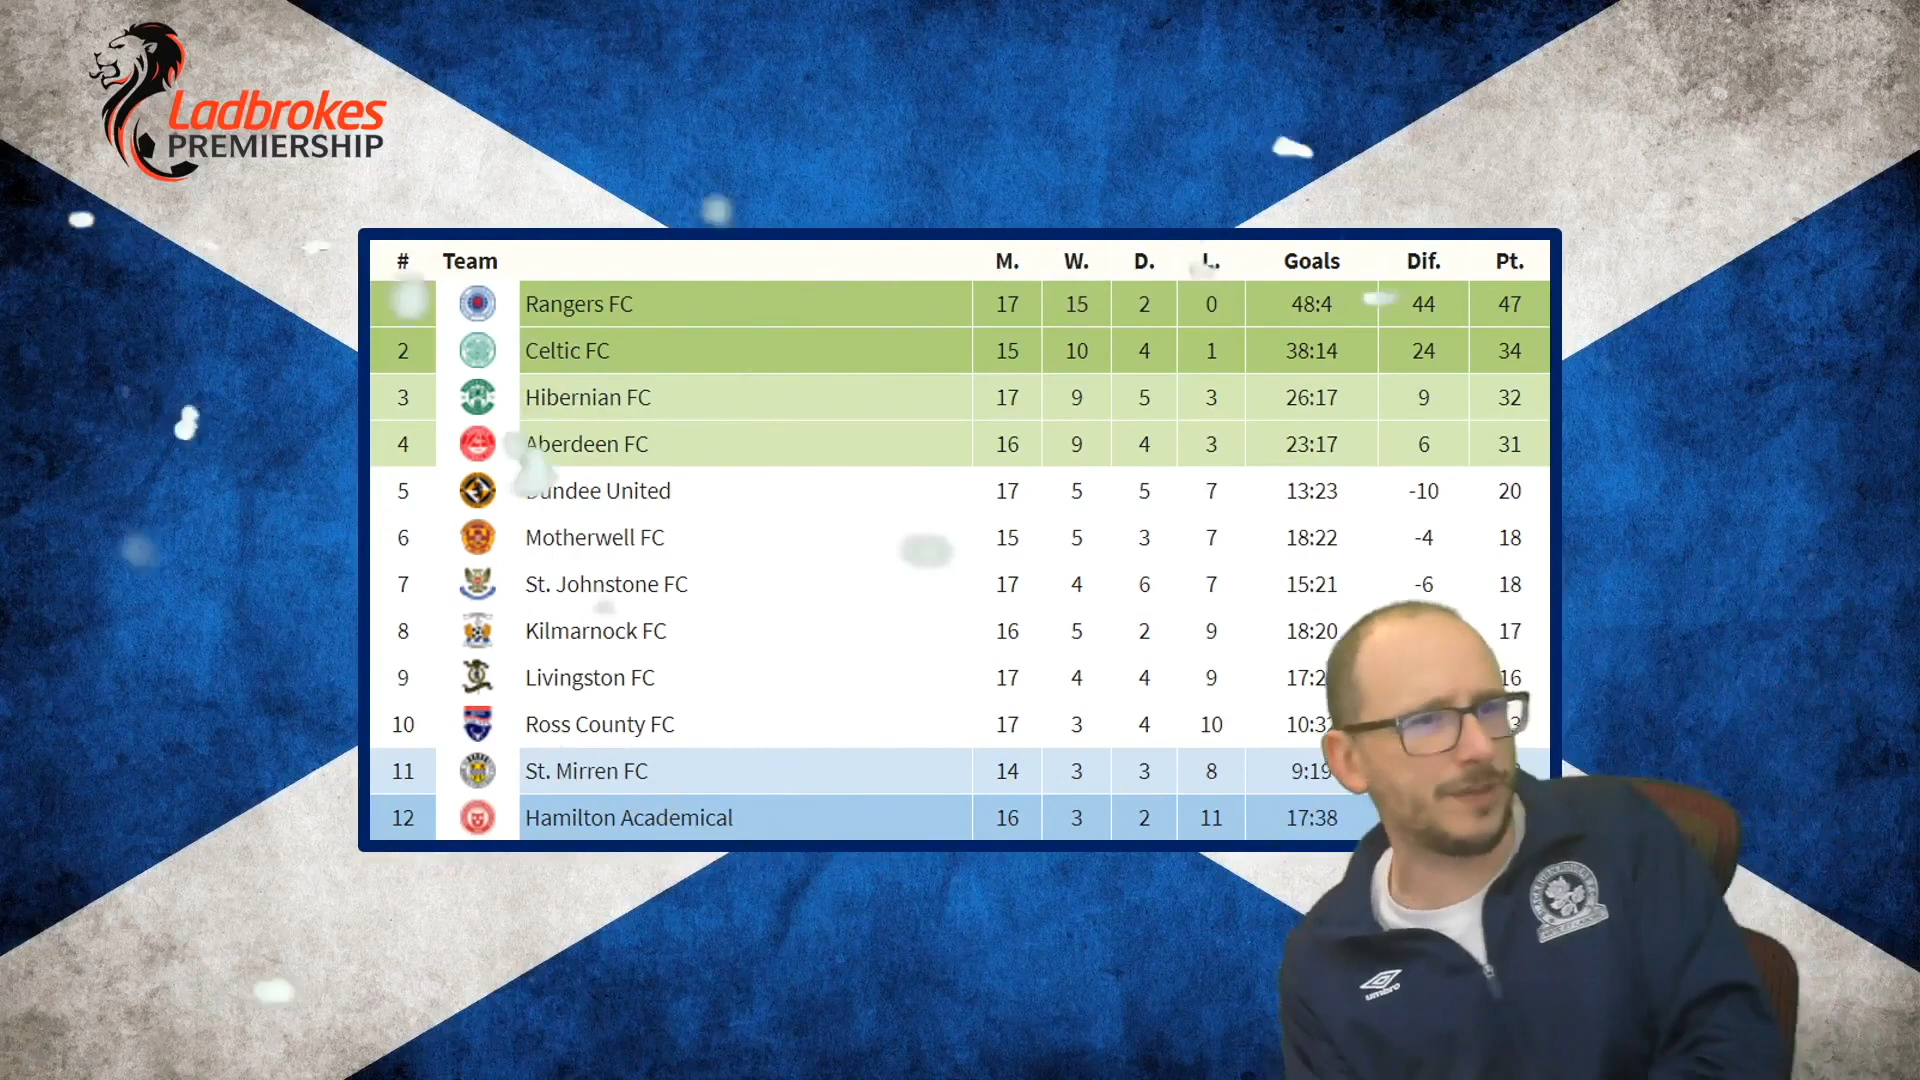 Ladbrokes
PREMIERSHIP
# Team M. W. D. L. Goals Dif. Pt.
Rangers FC 17 15 2 0 48:4 44 47
2 Celtic FC 15 10 4 1 38:14 24 34
3 Hibernian FC 17 9 5 3 26:17 9 32
4 Aberdeen FC 16 9 4 3 23:17 6 31
5 Dundee United 17 5 5 7 13:23 -10 20
6 Motherwell FC 15 5 3 7 18:22 -4 18
7 St. Johnstone FC 17 4 6 7 15:21 -6 18
8 Kilmarnock FC 16 5 2 9 18:20 17
9 Livingston FC 17 4 4 9 16
10 Ross County FC 17 3 4 10
11 St. Mirren FC 14 3 3 8 9:19
12 Hamilton Academical 16 3 2 11 17:38
umbro